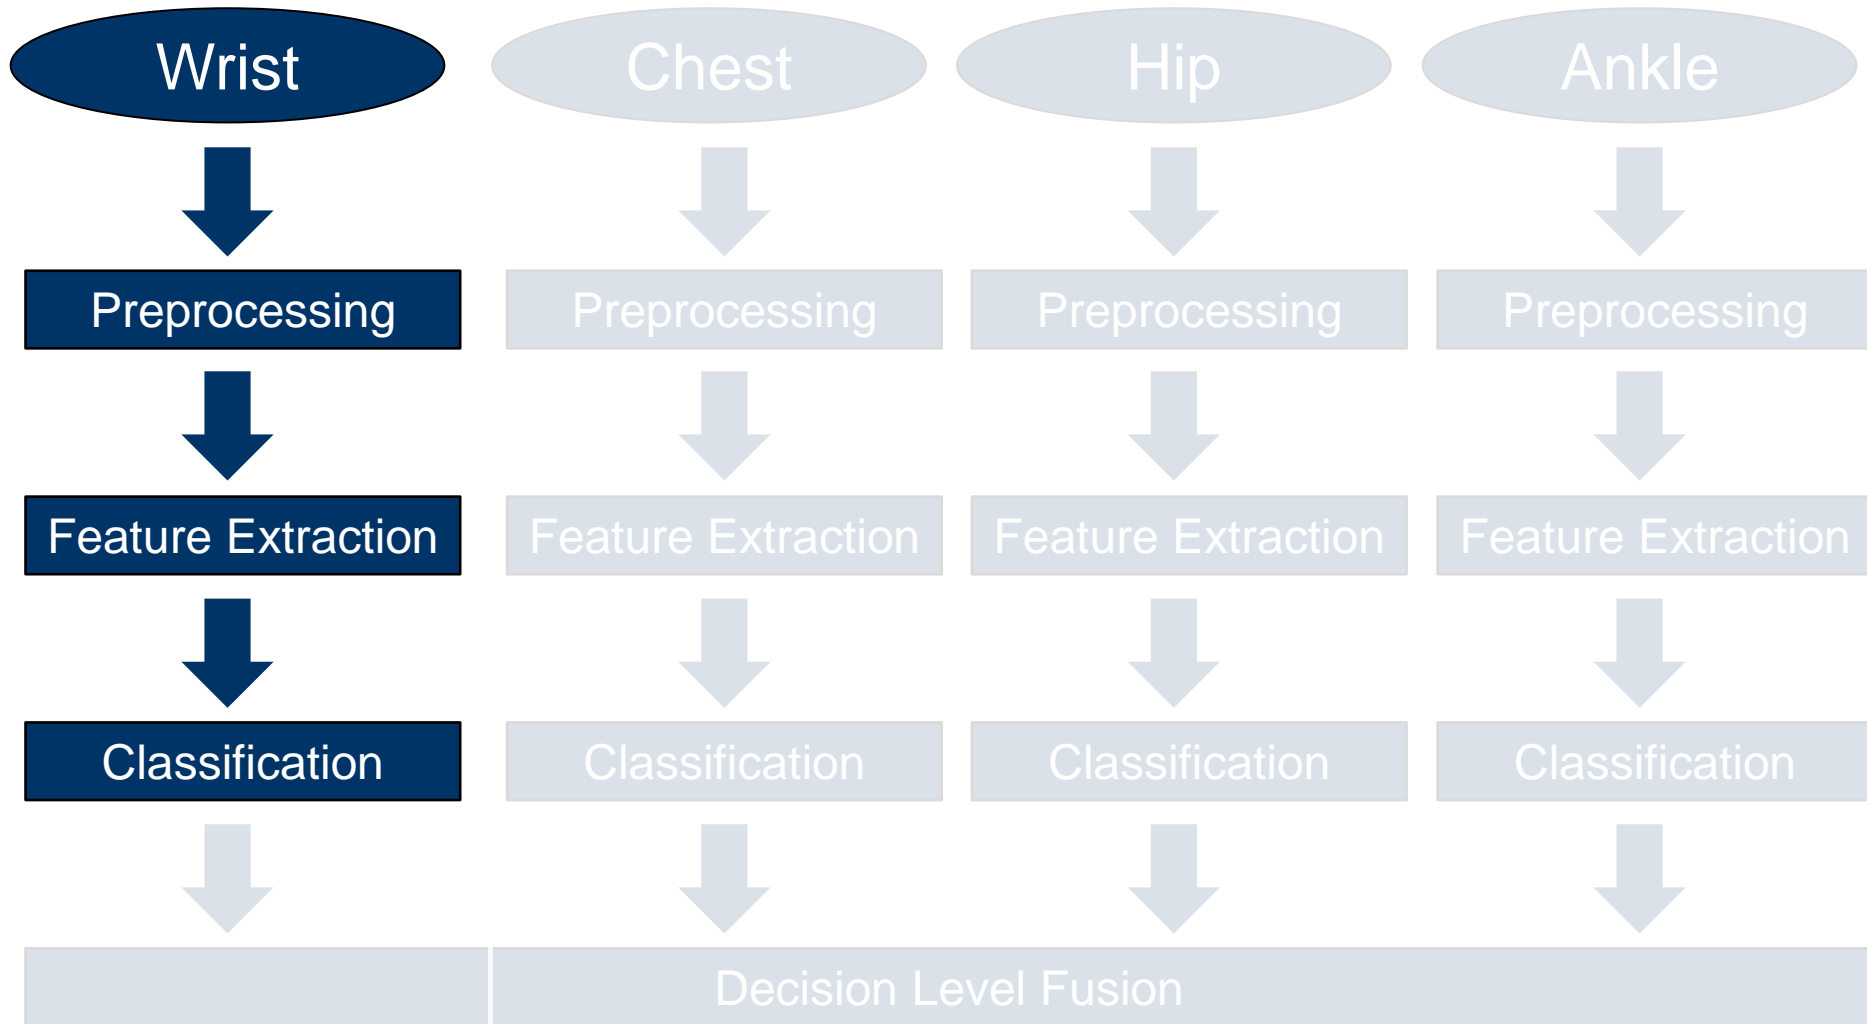 Wrist
Chest
Hip
Ankle
Preprocessing
Preprocessing
Preprocessing
Preprocessing
Feature Extraction
Feature Extraction
Feature Extraction
Feature Extraction
Classification
Classification
Classification
Classification
Decision Level Fusion